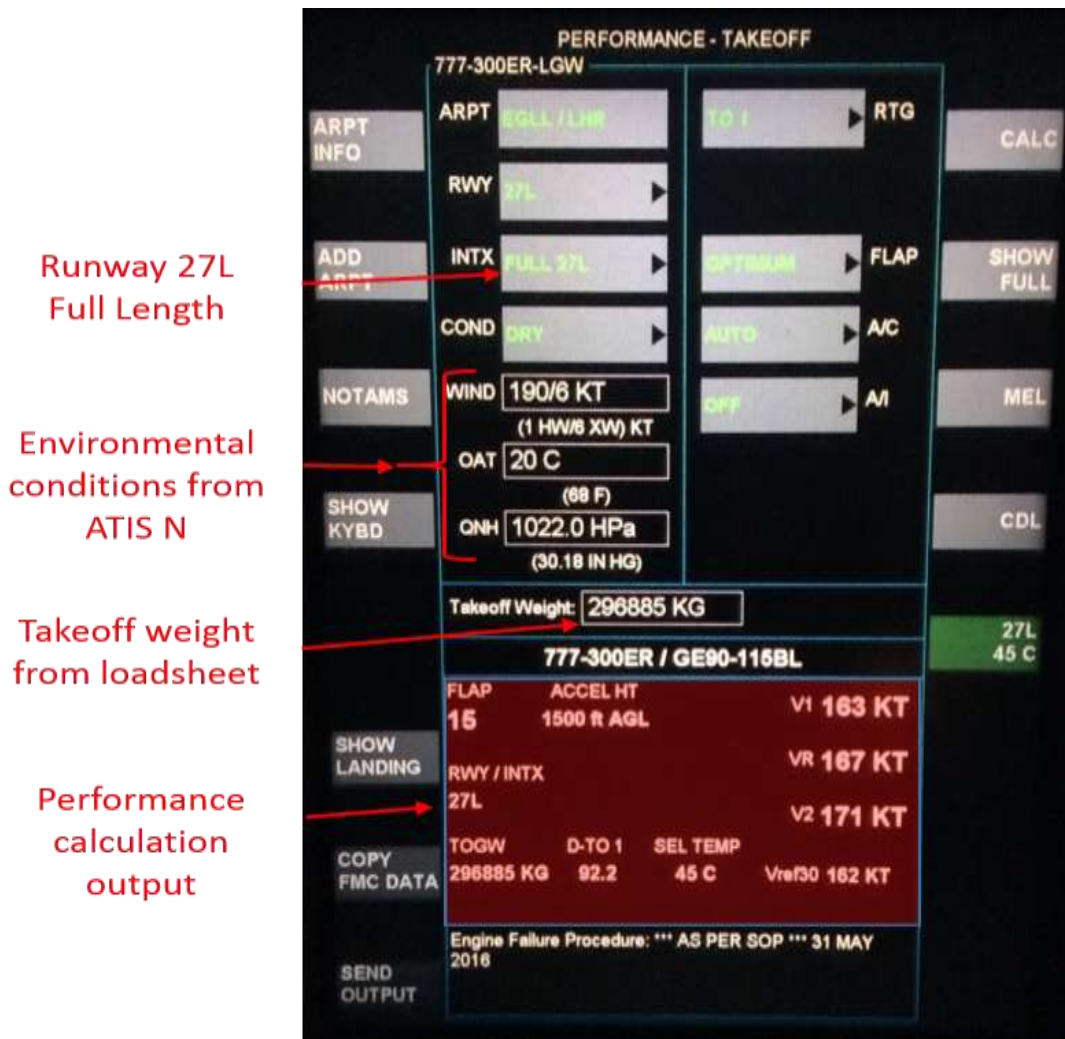 PERFORMANCE - TAKEOFF
777-300ER-LGW
ARPT INFO
ARPT
EGLL / LHR
TO 1
RTG
CALC
RWY
27L
Runway 27L
Full Length
ADD
ARPT
INTX
FULL 27L
OPTIMUM
FLAP
SHOW
FULL
COND
DRY
AUTO
A/C
NOTAMS
WIND
190/6 KT
(1 HW/6 XW) KT
OFF
A/I
MEL
Environmental
conditions from
ATIS N
OAT
20 C
(68 F)
SHOW
KYBD
QNH
1022.0 HPa
(30.18 IN HG)
CDL
Takeoff weight
from loadsheet
Takeoff Weight:
296885 KG
27L
45 C
777-300ER / GE90-115BL
FLAP
15
ACCEL HT
1500 ft AGL
V1 163 KT
SHOW
LANDING
RWY / INTX
27L
VR 167 KT
V2 171 KT
Performance
calculation
output
COPY
FMC DATA
TOGW
296885 KG
D-TO 1
92.2
SEL TEMP
45 C
Vref30 162 KT
Engine Failure Procedure: *** AS PER SOP *** 31 MAY
2016
SEND
OUTPUT